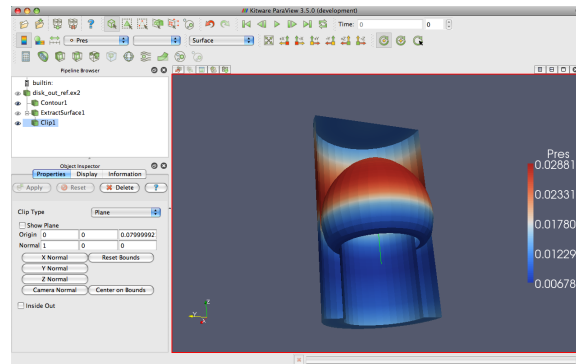 Kitware ParaView 3.5.0 (development)
Time: 0 0
Pres Surface
Pipeline Browser
builtin:
disk_out_ref.ex2
Contour1
ExtractSurface1
Clip1
Object Inspector
Properties Display Information
Apply Reset Delete ?
Clip Type Plane
Show Plane
Origin 0 0 0.07999992
Normal 1 0 0
X Normal Reset Bounds
Y Normal
Z Normal
Camera Normal Center on Bounds
Inside Out
Pres
0.02881
0.02331
0.01779
0.01229
0.00678
Z
Y
X